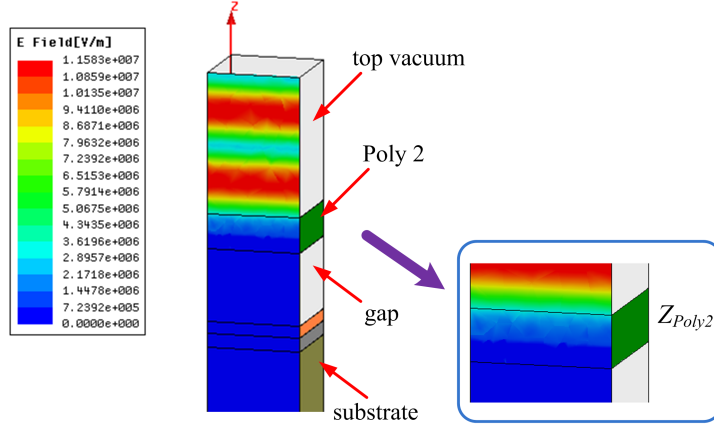 Z
E Field[V/m]
1.1583e+007
1.0859e+007
1.0135e+007
9.4110e+006
8.6871e+006
7.9632e+006
7.2392e+006
6.5153e+006
5.7914e+006
5.0675e+006
4.3435e+006
3.6196e+006
2.8957e+006
2.1718e+006
1.4478e+006
7.2392e+005
0.0000e+000
top vacuum
Poly 2
gap
substrate
ZPoly2